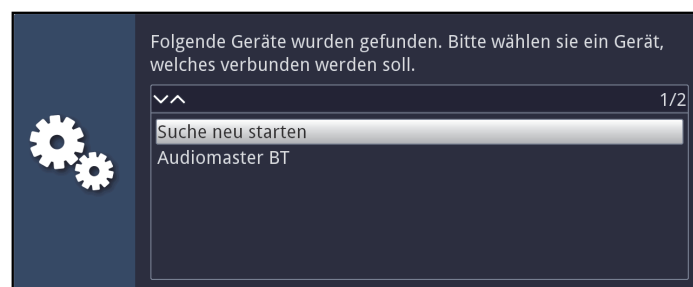 Folgende Geräte wurden gefunden. Bitte wählen sie ein Gerät,
welches verbunden werden soll.
1/2
Suche neu starten
Audiomaster BT